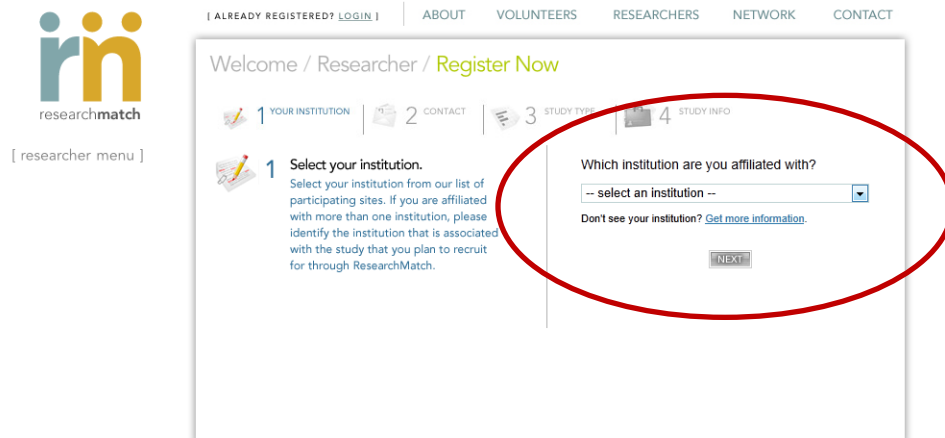 [ ALREADY REGISTERED? LOGIN ]
ABOUT
VOLUNTEERS
RESEARCHERS
NETWORK
CONTACT
rm
researchmatch
[ researcher menu ]
Welcome / Researcher / Register Now
1 YOUR INSTITUTION
2 CONTACT
3 STUDY TYPE
4 STUDY INFO
1 Select your institution.
Select your institution from our list of
participating sites. If you are affiliated
with more than one institution, please
identify the institution that is associated
with the study that you plan to recruit
for through ResearchMatch.
Which institution are you affiliated with?
-- select an institution --
Don't see your institution? Get more information.
NEXT